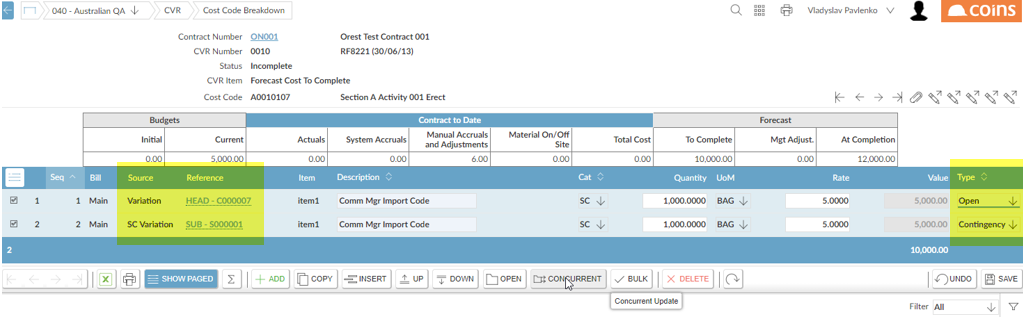 040 - Australian QA CVR Cost Code Breakdown Vladyslav Pavlenko coins
Contract Number ON001 Orest Test Contract 001
CVR Number 0010 RF8221 (30/06/13)
Status Incomplete
CVR Item Forecast Cost To Complete
Cost Code A0010107 Section A Activity 001 Erect
Budgets Contract to Date Forecast
Initial Current Actuals System Accruals Manual Accruals and Adjustments Material On/Off Site Total Cost To Complete Mgt Adjust. At Completion
0.00 5,000.00 0.00 0.00 6.00 0.00 0.00 10,000.00 0.00 12,000.00
Seq Bill Source Reference Item Description Cat Quantity UoM Rate Value Type
1 1 Main Variation HEAD - C000007 item1 Comm Mgr Import Code SC 1,000.0000 BAG 5.0000 5,000.00 Open
2 2 Main SC Variation SUB - S000001 item1 Comm Mgr Import Code SC 1,000.0000 BAG 5.0000 5,000.00 Contingency
2 10,000.00
SHOW PAGED Σ + ADD COPY INSERT UP DOWN OPEN CONCURRENT BULK DELETE UNDO SAVE
Concurrent Update
Filter All